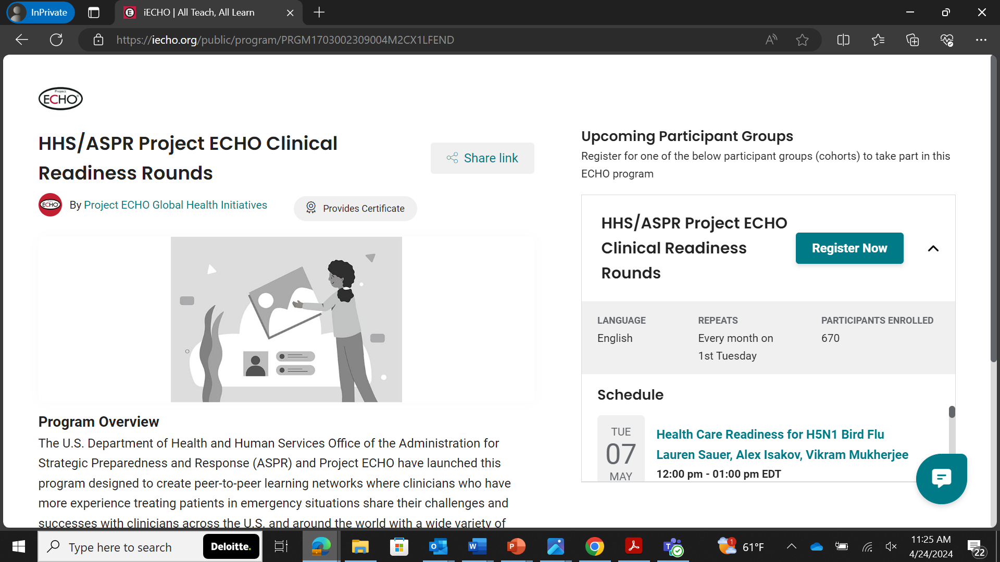 InPrivate
iECHO | All Teach, All Learn
https://iecho.org/public/program/PRGM1703002309004M2CX1LFEND
Project
ECHO
HHS/ASPR Project ECHO Clinical
Readiness Rounds
Share link
ECHO
By Project ECHO Global Health Initiatives
Provides Certificate
Program Overview
The U.S. Department of Health and Human Services Office of the Administration for
Strategic Preparedness and Response (ASPR) and Project ECHO have launched this
program designed to create peer-to-peer learning networks where clinicians who have
more experience treating patients in emergency situations share their challenges and
successes with clinicians across the U.S. and around the world with a wide variety of
Upcoming Participant Groups
Register for one of the below participant groups (cohorts) to take part in this
ECHO program
HHS/ASPR Project ECHO
Clinical Readiness
Rounds
Register Now
LANGUAGE
English
REPEATS
Every month on
1st Tuesday
PARTICIPANTS ENROLLED
670
Schedule
TUE
07
MAY
Health Care Readiness for H5N1 Bird Flu
Lauren Sauer, Alex Isakov, Vikram Mukherjee
12:00 pm - 01:00 pm EDT
Type here to search
Deloitte.
1
61°F
11:25 AM
4/24/2024
22